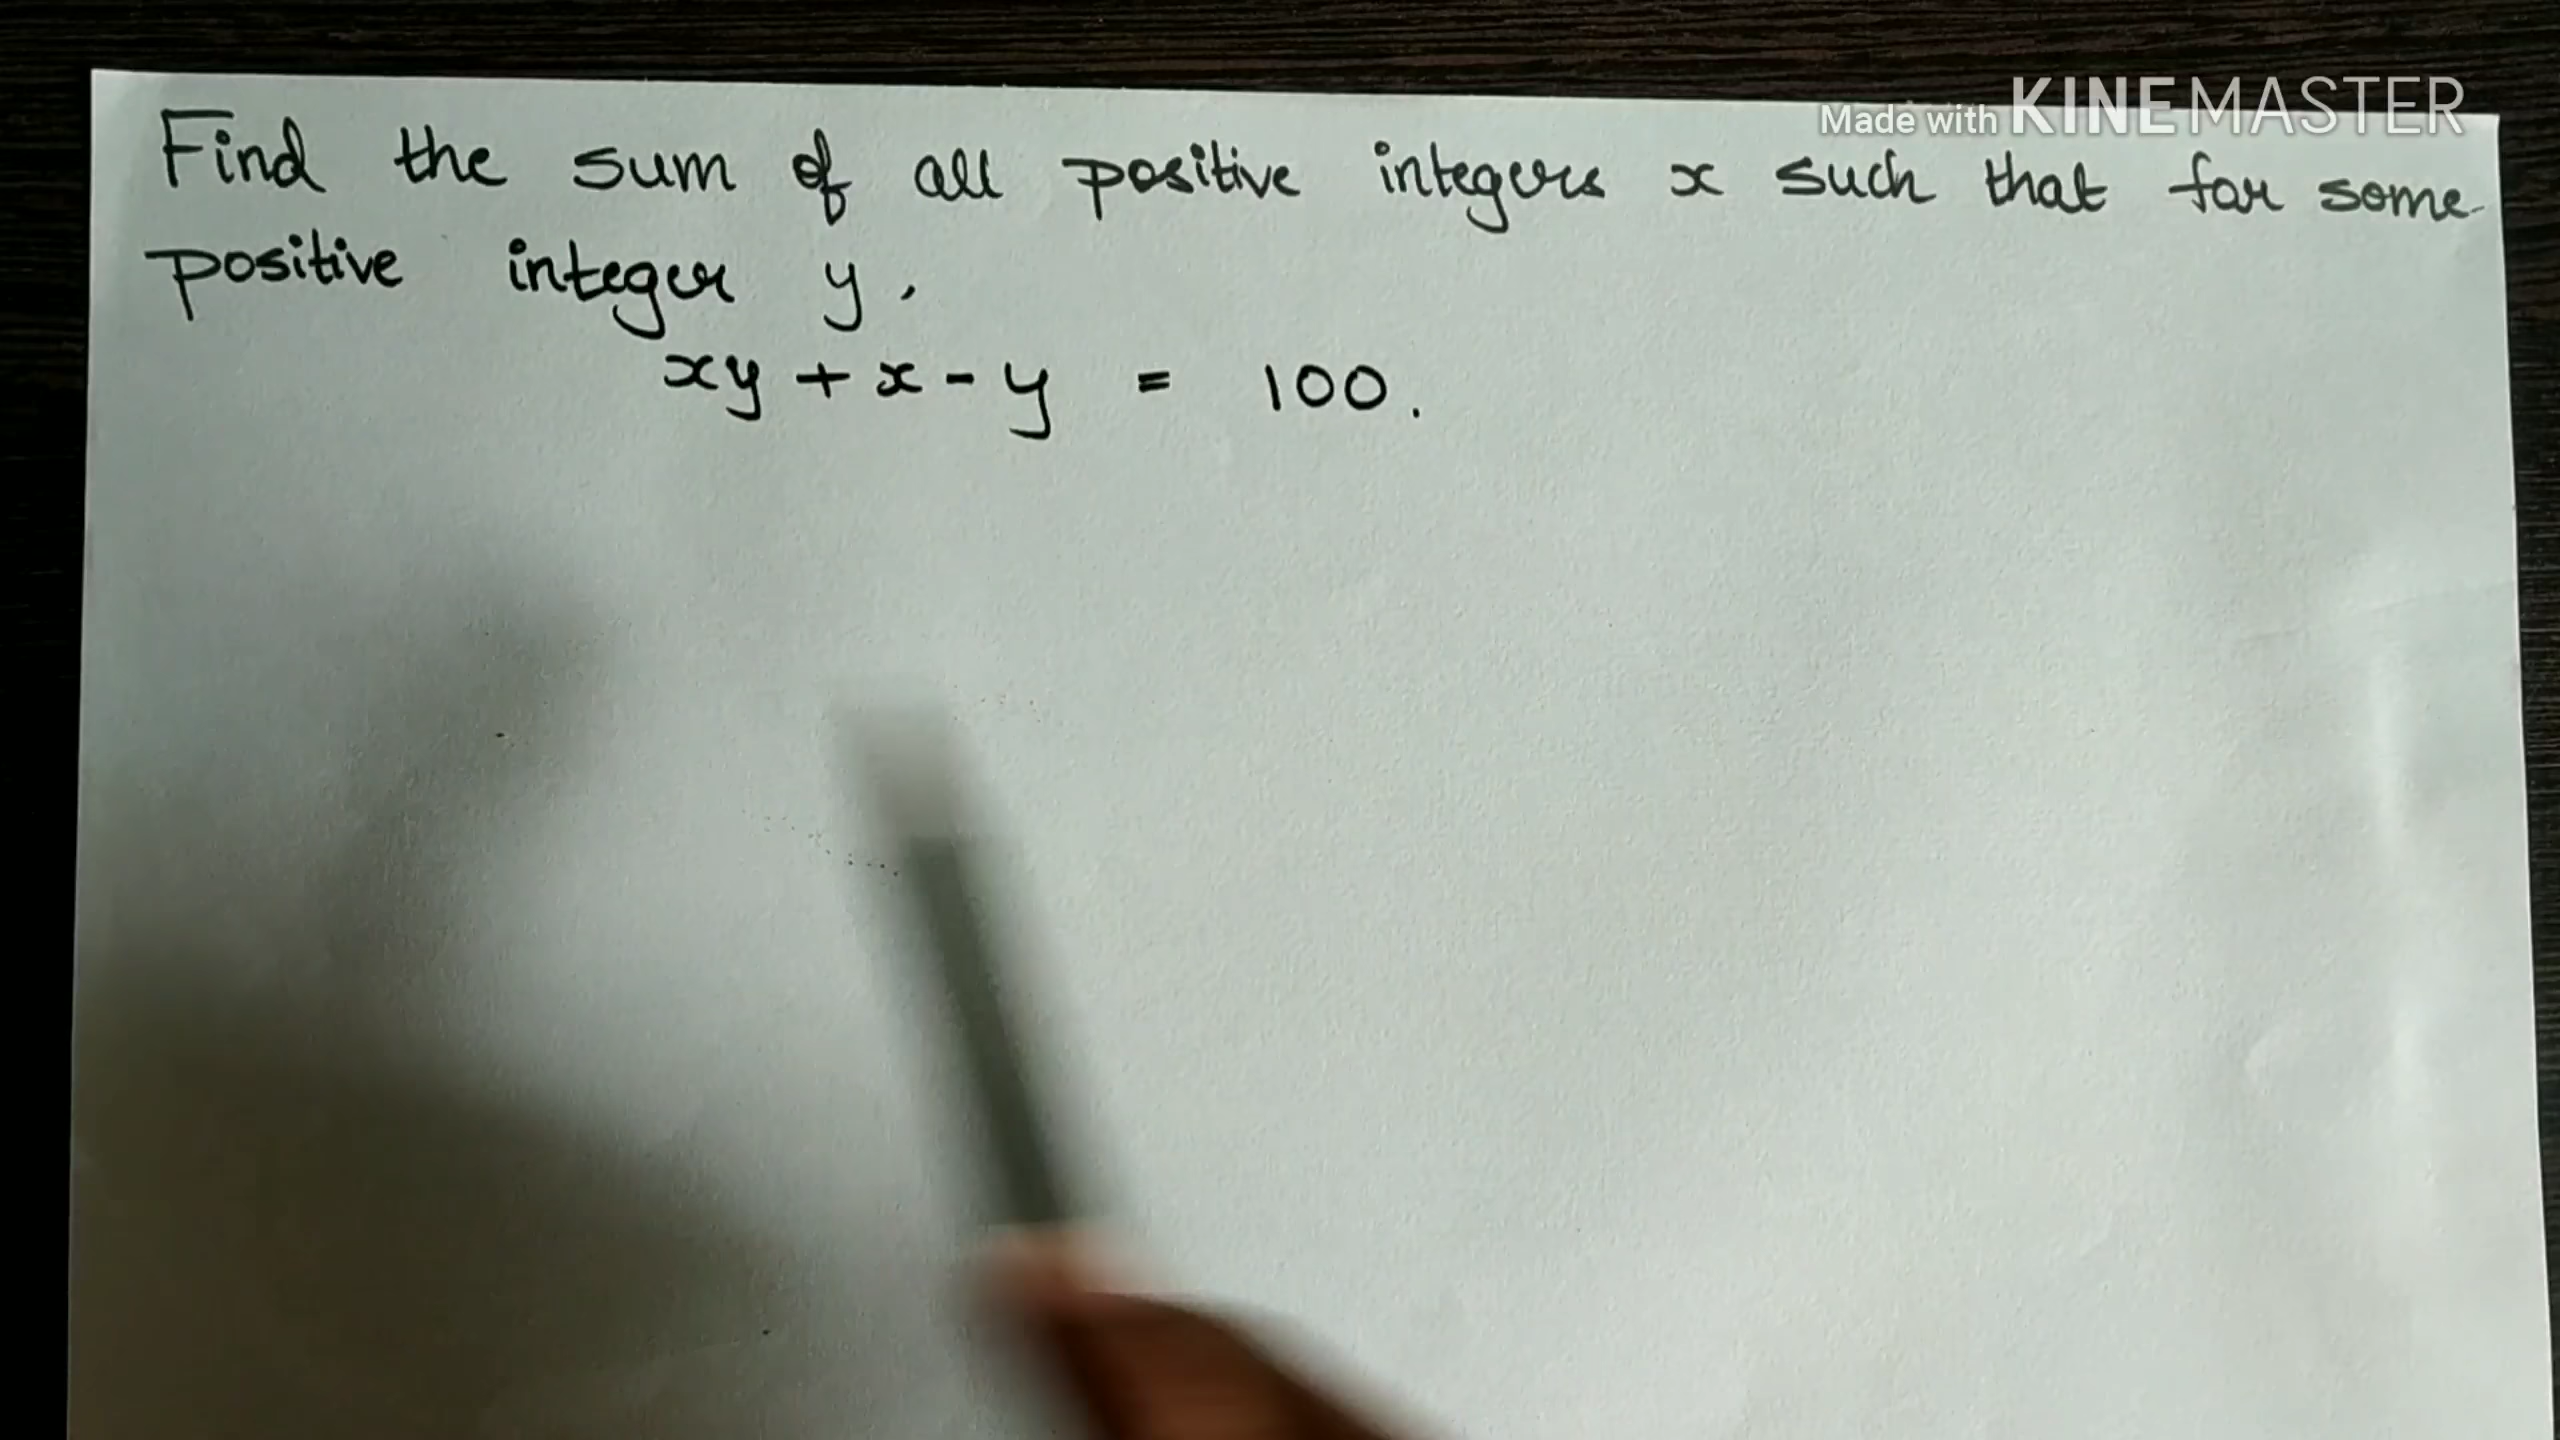 Made with KINEMASTER
Find the sum of all positive integers x such that for some
positive integer y,
xy + x - y = 100.